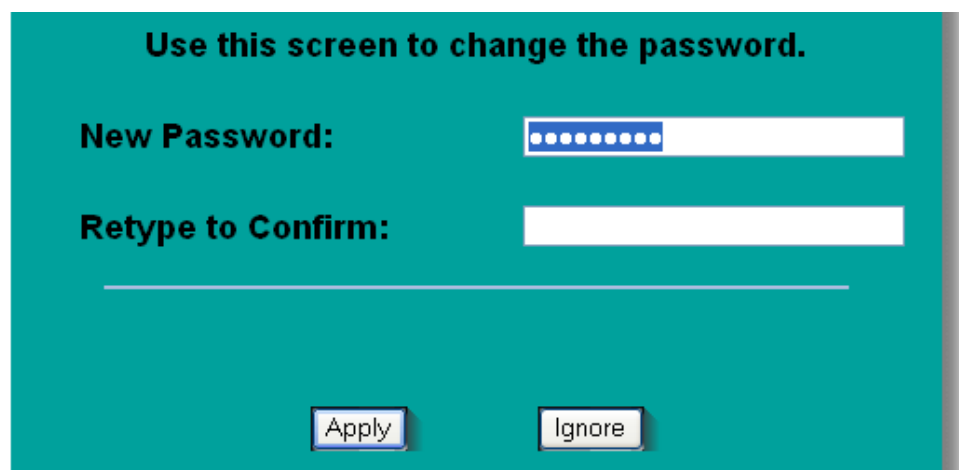 Use this screen to change the password.
New Password: •••••••••
Retype to Confirm:
Apply Ignore